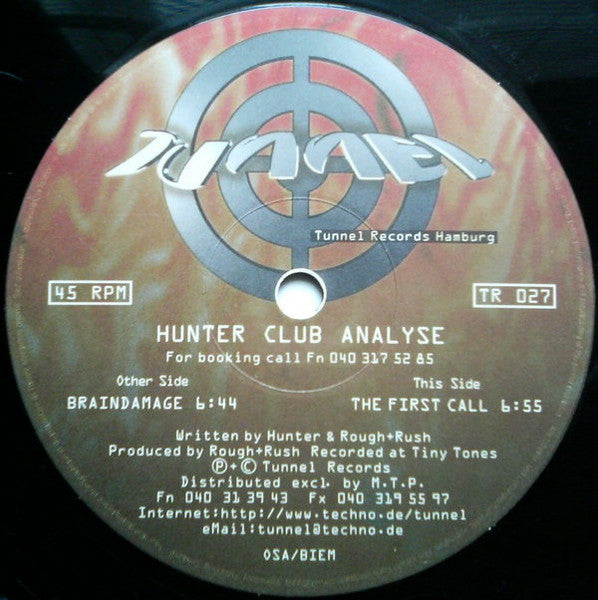 TUNNEL
Tunnel Records Hamburg
45 RPM
TR 027
HUNTER CLUB ANALYSE
For booking call Fn 040 317 52 85
Other Side
This Side
BRAINDAMAGE 6:44
THE FIRST CALL 6:55
Written by Hunter & Rough+Rush
Produced by Rough+Rush Recorded at Tiny Tones
Ⓟ+© Tunnel Records
Distributed excl. by M.T.P.
Fn 040 31 39 43 Fx 040 319 55 97
Internet:http://www.techno.de/tunnel
eMail:tunnel@techno.de
OSA/BIEM